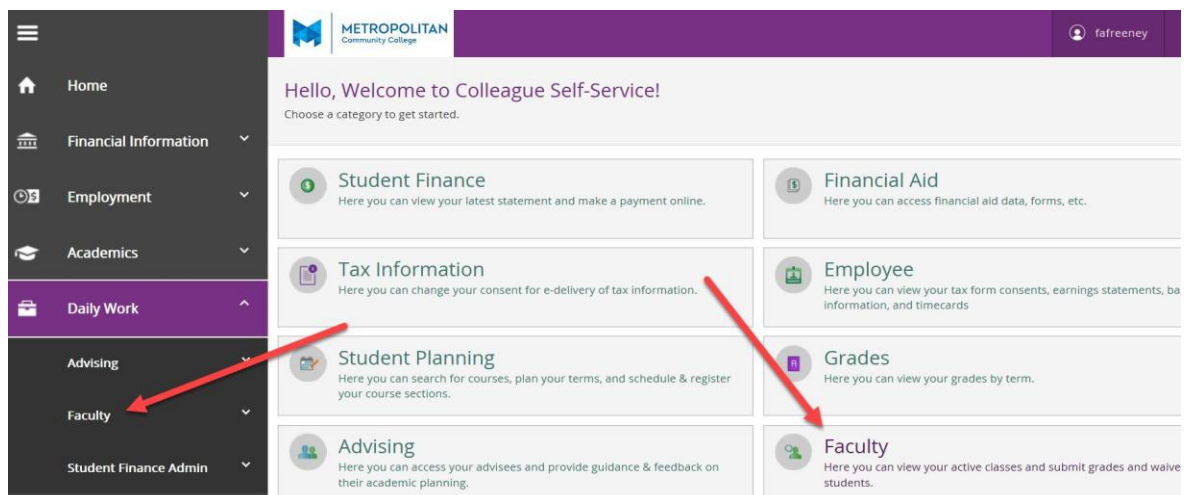 METROPOLITAN
Community College
fafreeney
Home
Financial Information
Employment
Academics
Daily Work
Advising
Faculty
Student Finance Admin
Hello, Welcome to Colleague Self-Service!
Choose a category to get started.
Student Finance
Here you can view your latest statement and make a payment online.
Financial Aid
Here you can access financial aid data, forms, etc.
Tax Information
Here you can change your consent for e-delivery of tax information.
Employee
Here you can view your tax form consents, earnings statements, ba
information, and timecards
Student Planning
Here you can search for courses, plan your terms, and schedule & register
your course sections.
Grades
Here you can view your grades by term.
Advising
Here you can access your advisees and provide guidance & feedback on
their academic planning.
Faculty
Here you can view your active classes and submit grades and waive
students.